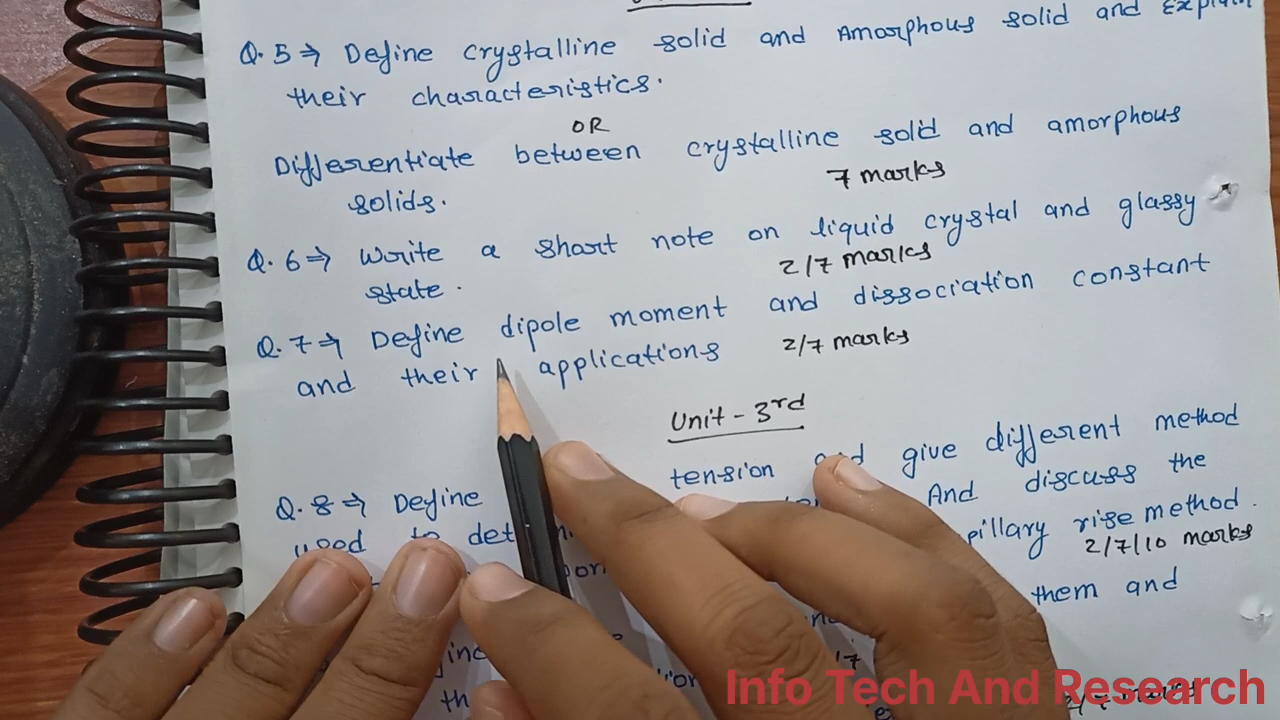 Q.5⇒ Define crystalline solid and Amorphous solid and Explain
their characteristics.
OR
Differentiate between crystalline solid and amorphous
solids.
7 marks
Q.6⇒ Write a short note on liquid crystal and glassy
state.
2/7 marks
Q.7⇒ Define dipole moment and dissociation constant
and their applications
2/7 marks
Unit-3rd
Q.8⇒ Define tension and give different method
used to And discuss the
rise method.
2/7/10 marks
them and
Info Tech And Research